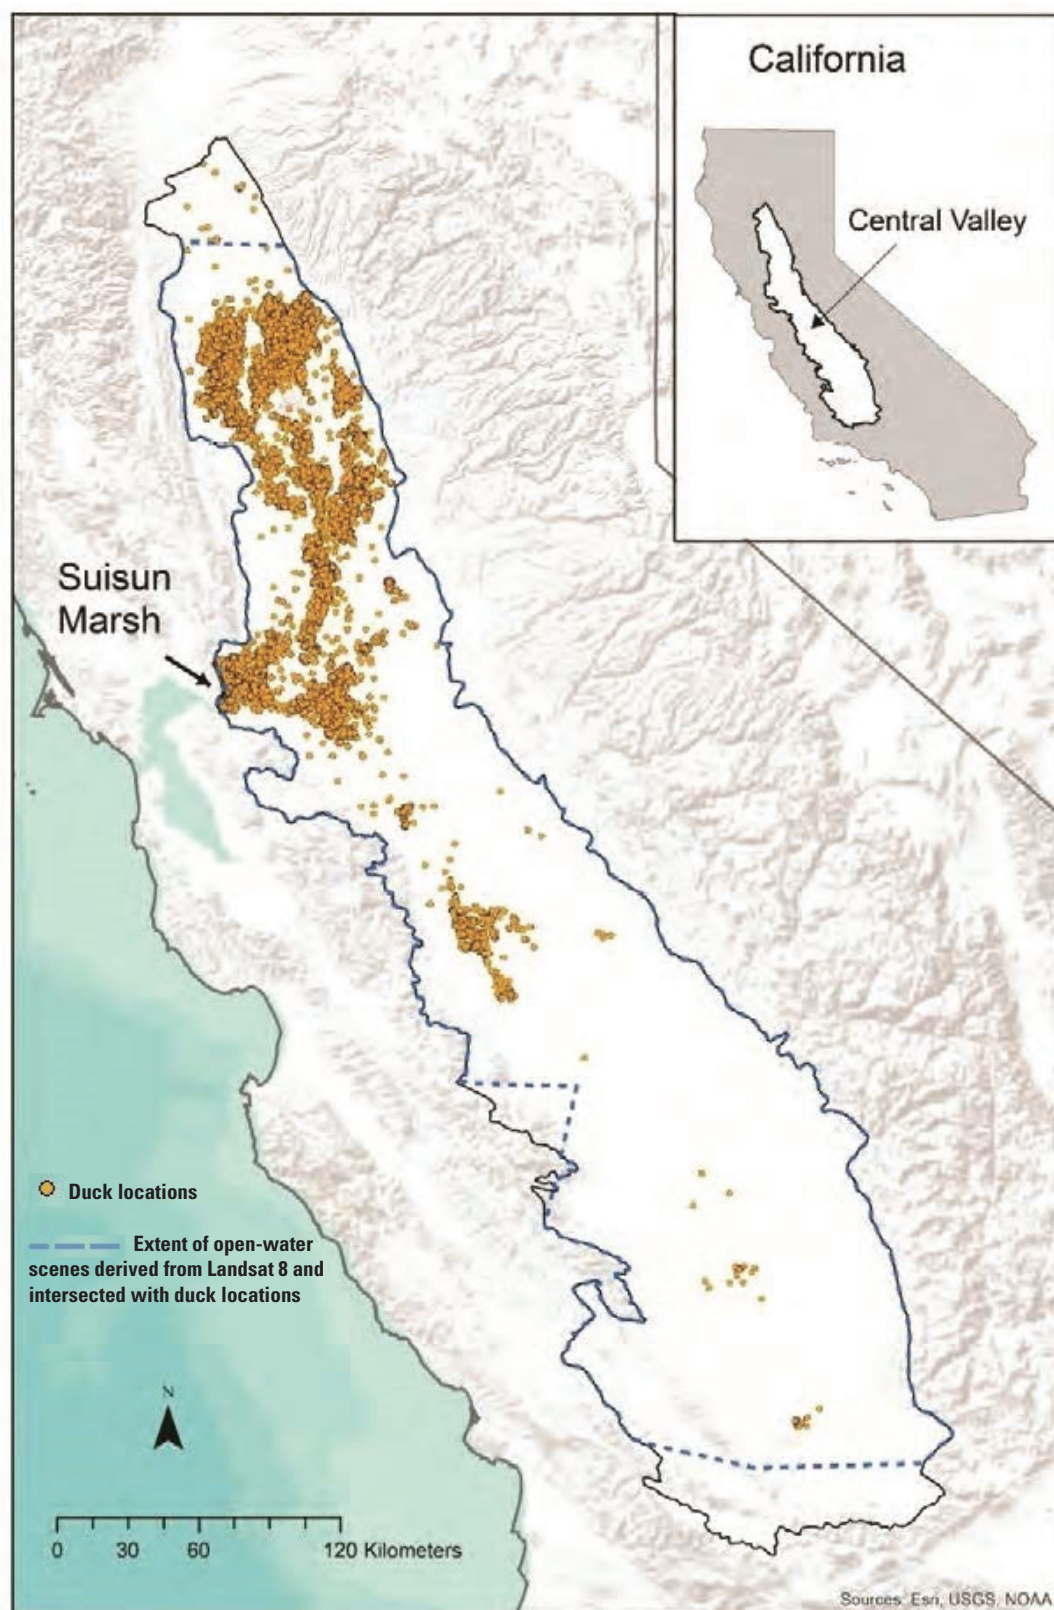 California
Central Valley
Suisun
Marsh
Duck locations
Extent of open-water
scenes derived from Landsat 8 and
intersected with duck locations
N
0 30 60 120 Kilometers
Sources: Esri, USGS, NOAA